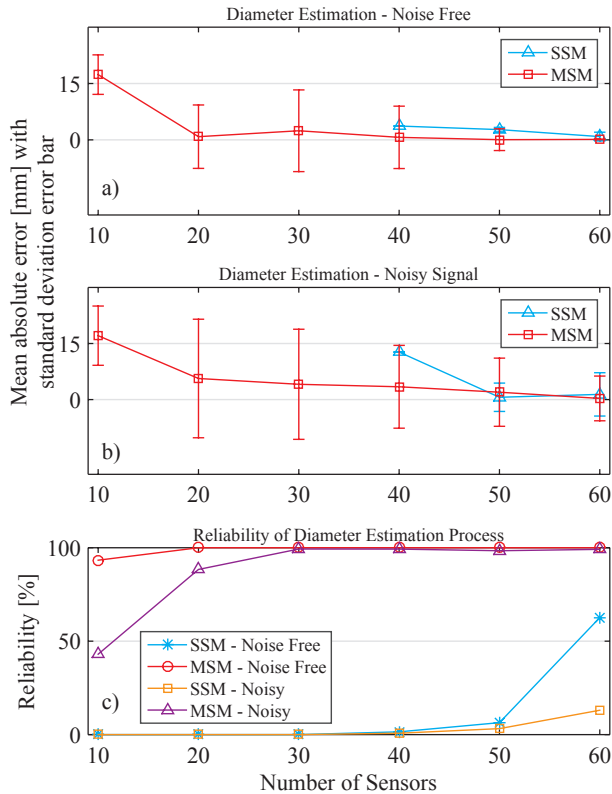 Diameter Estimation - Noise Free
SSM
MSM
15
0
a)
10 20 30 40 50 60
Mean absolute error [mm] with
standard deviation error bar
Diameter Estimation - Noisy Signal
SSM
MSM
15
0
b)
10 20 30 40 50 60
Reliability of Diameter Estimation Process
100
50
0
Reliability [%]
SSM - Noise Free
MSM - Noise Free
SSM - Noisy
MSM - Noisy
c)
10 20 30 40 50 60
Number of Sensors